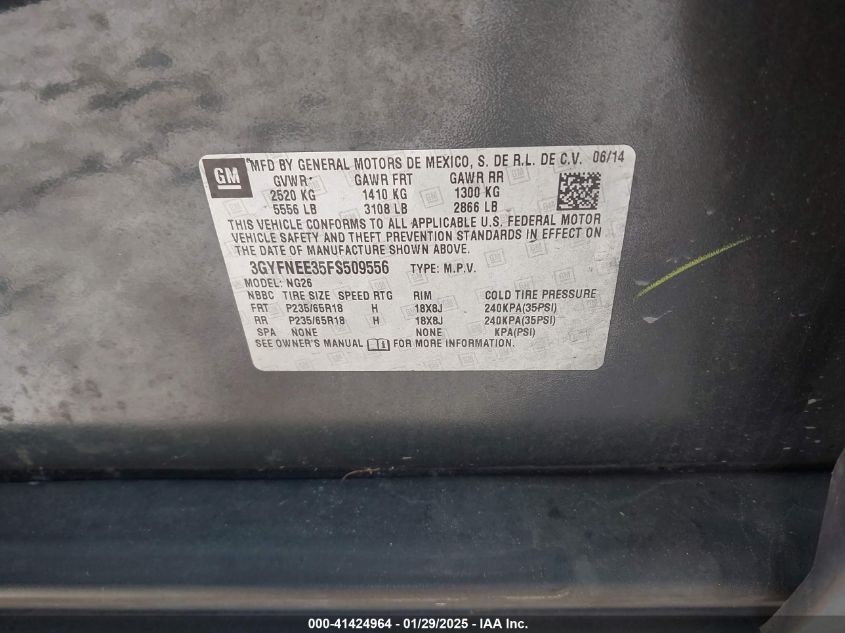 GM
"MFD BY GENERAL MOTORS DE MEXICO, S. DE R.L. DE C.V. 06/14
GVWR GAWR FRT GAWR RR
2520 KG 1410 KG 1300 KG
5556 LB 3108 LB 2866 LB
THIS VEHICLE CONFORMS TO ALL APPLICABLE U.S. FEDERAL MOTOR
VEHICLE SAFETY AND THEFT PREVENTION STANDARDS IN EFFECT ON
THE DATE OF MANUFACTURE SHOWN ABOVE.
3GYFNEE35FS509556 TYPE: M.P.V.
MODEL: NG26
NBBC TIRE SIZE SPEED RTG RIM COLD TIRE PRESSURE
FRT P235/65R18 H 18X8J 240KPA(35PSI)
RR P235/65R18 H 18X8J 240KPA(35PSI)
SPA NONE NONE KPA(PSI)
SEE OWNER'S MANUAL FOR MORE INFORMATION.
000-41424964 / 01/29/2025 / IAA Inc.